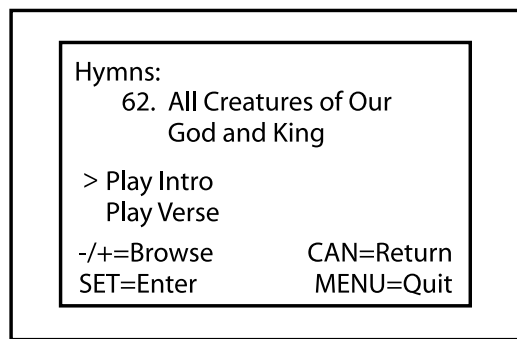 Hymns:
62. All Creatures of Our
God and King
> Play Intro
Play Verse
-/+=Browse CAN=Return
SET=Enter MENU=Quit